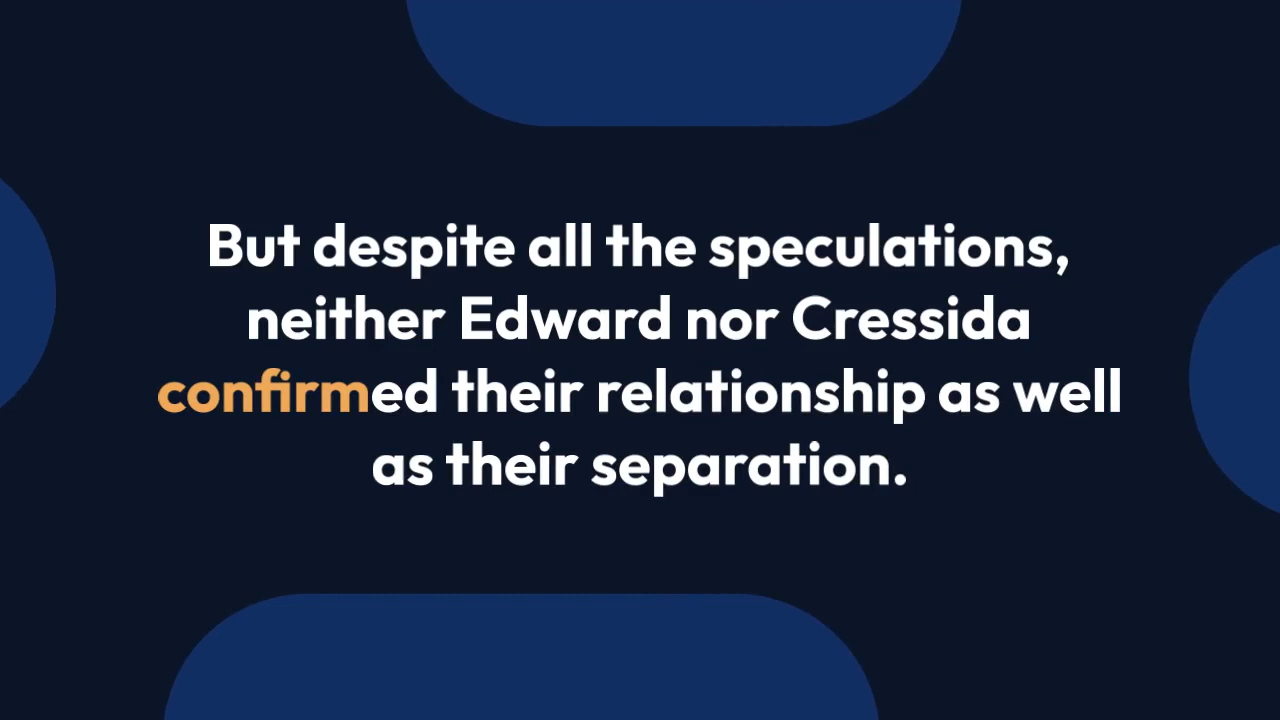 But despite all the speculations,
neither Edward nor Cressida
confirmed their relationship as well
as their separation.